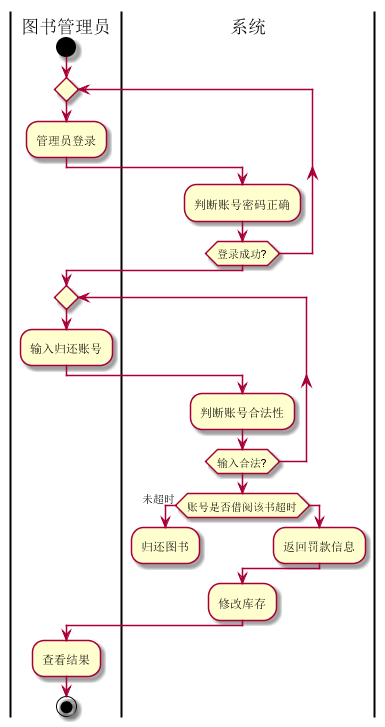 图书管理员
系统
管理员登录
判断账号密码正确
登录成功?
输入归还账号
判断账号合法性
输入合法?
未超时
账号是否借阅该书超时
归还图书
返回罚款信息
修改库存
查看结果